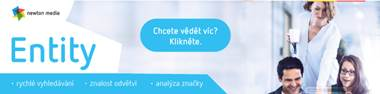 newton media
Entity
Chcete vědět víc?
Klikněte.
• rychlé vyhledávání • znalost odvětví • analýza značky